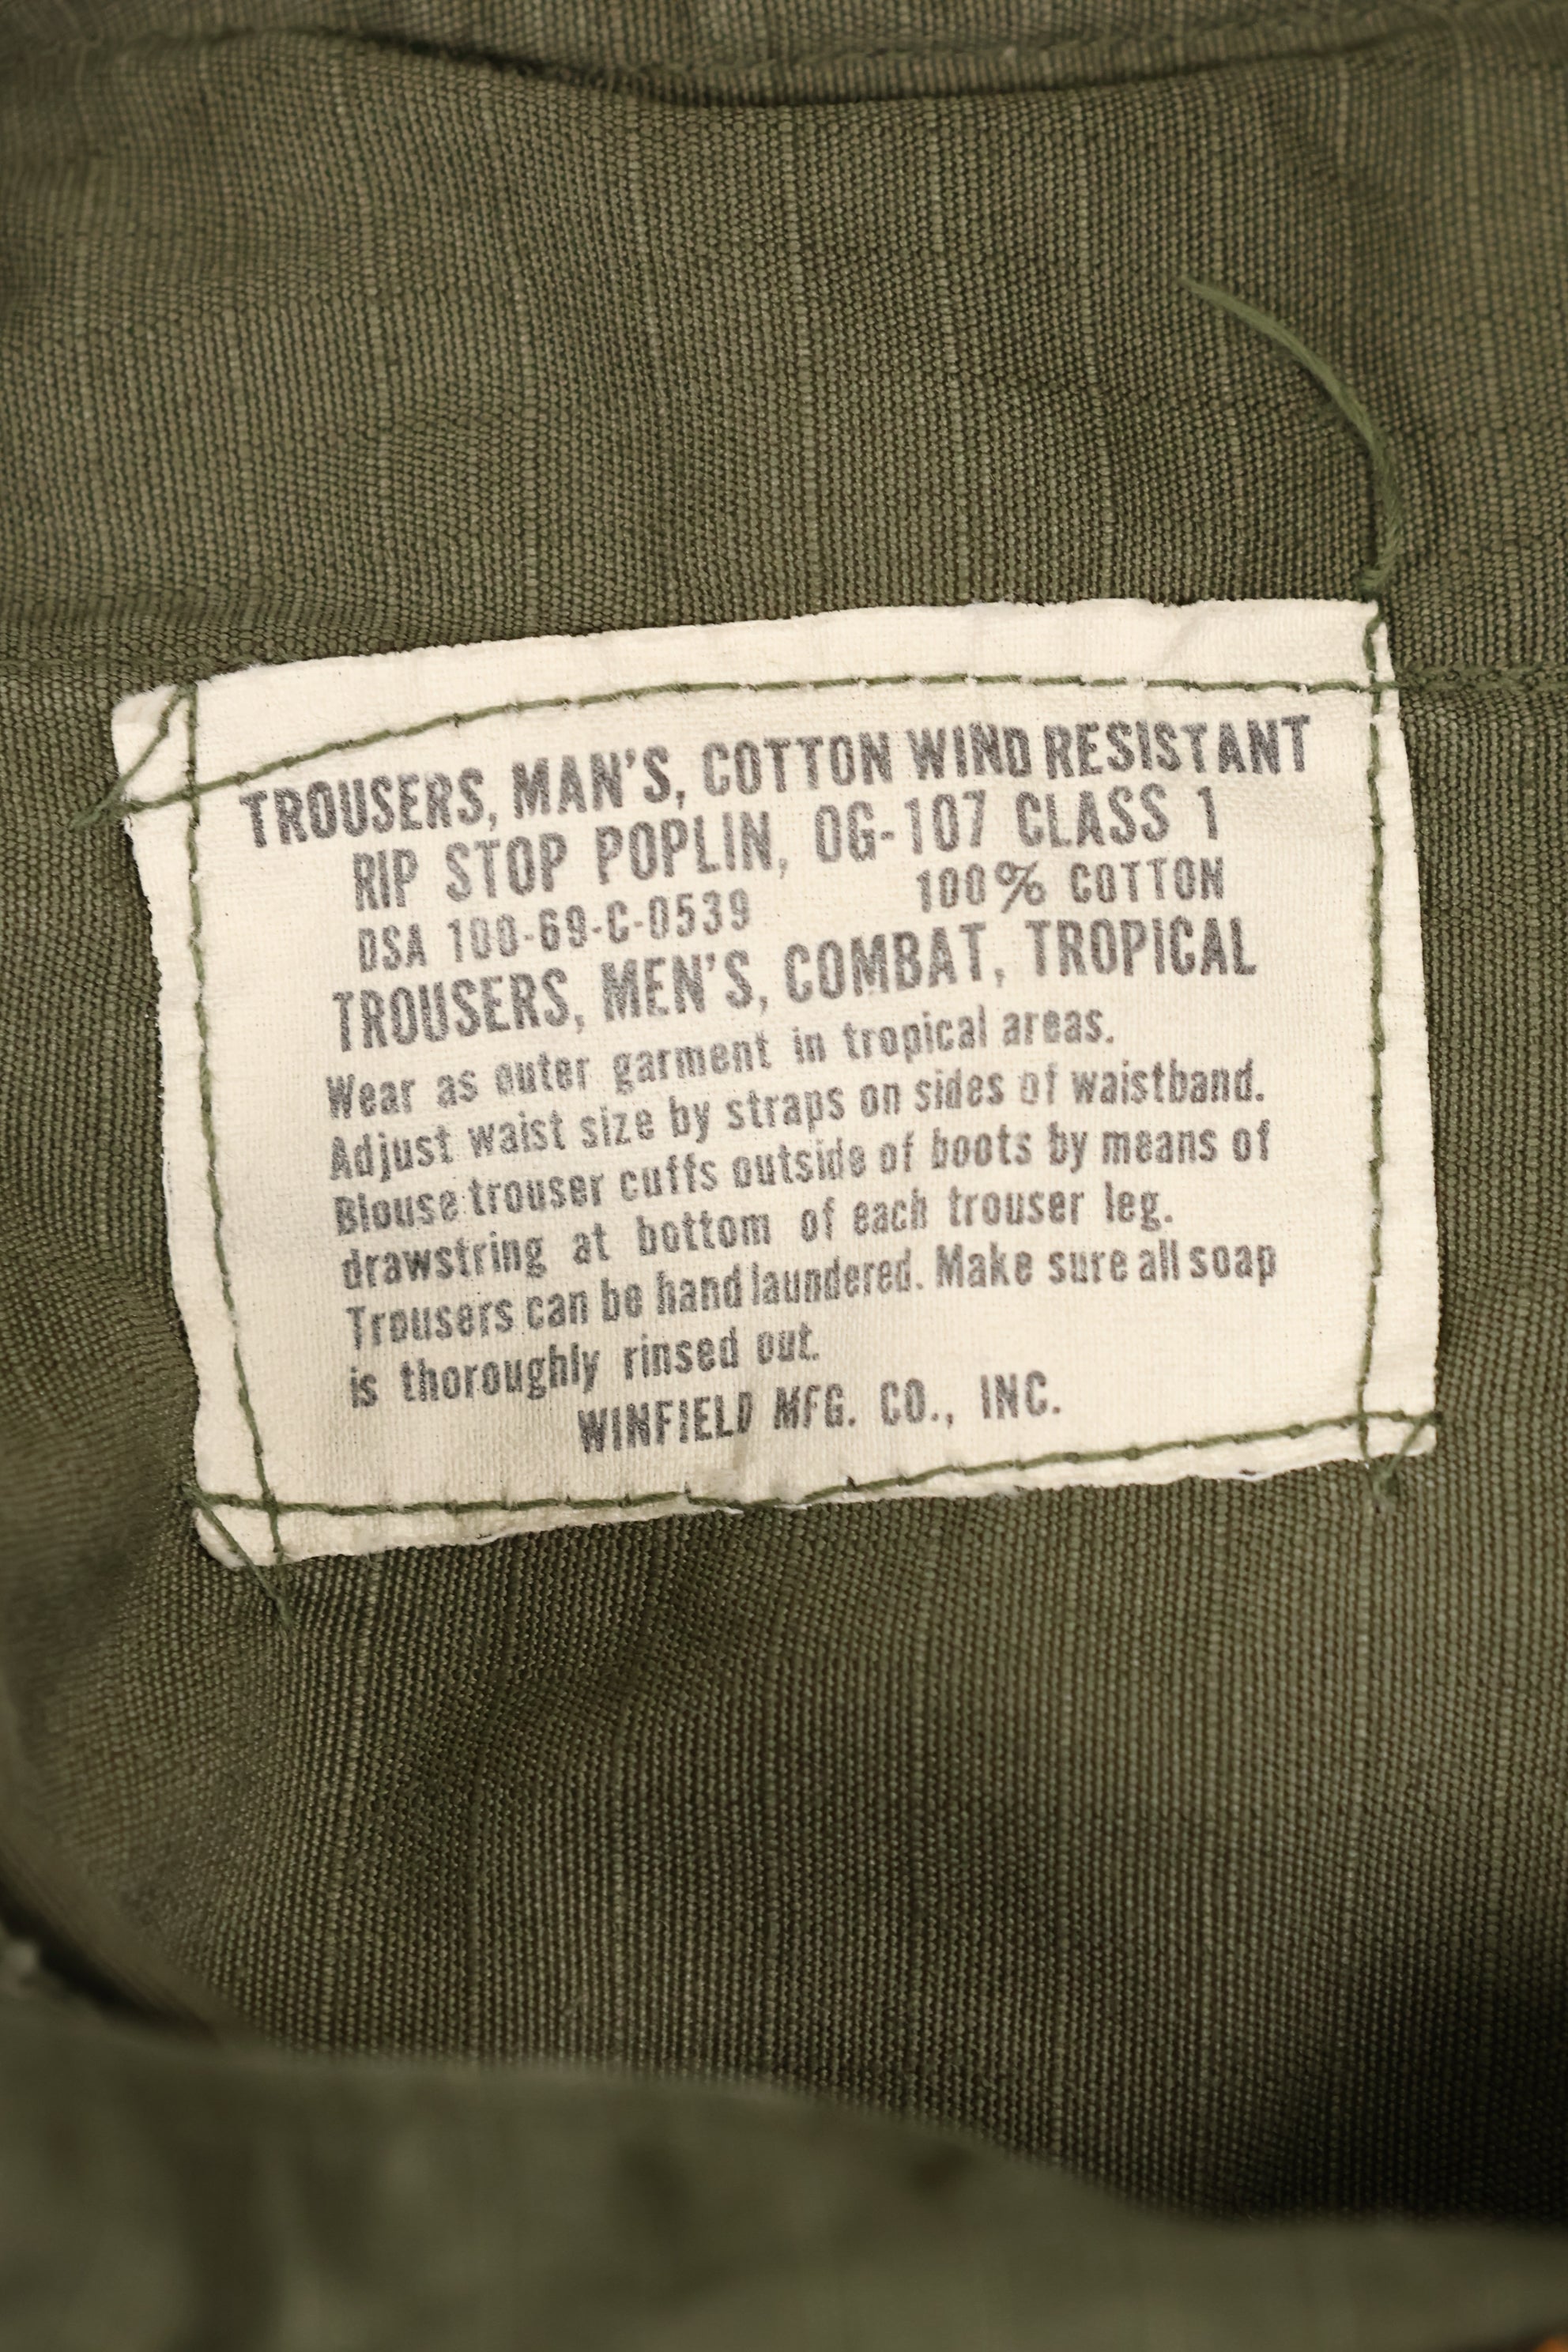 TROUSERS, MAN'S, COTTON WIND RESISTANT
RIP STOP POPLIN, OG-107 CLASS 1
DSA 100-69-C-0539 100% COTTON
TROUSERS, MEN'S, COMBAT, TROPICAL
Wear as outer garment in tropical areas.
Adjust waist size by straps on sides of waistband.
Blouse trouser cuffs outside of boots by means of
drawstring at bottom of each trouser leg.
Trousers can be hand laundered. Make sure all soap
is thoroughly rinsed out.
WINFIELD MFG. CO., INC.